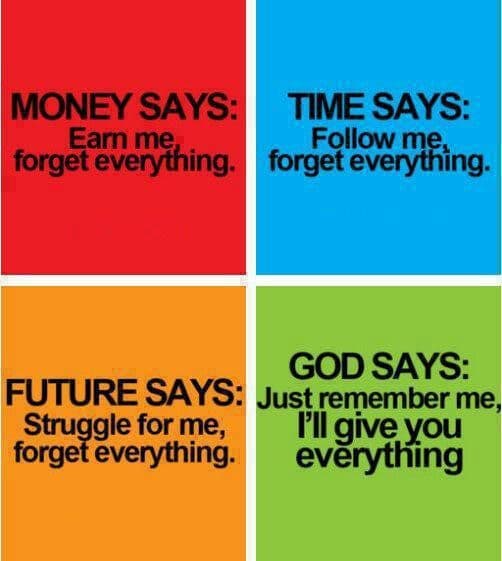 MONEY SAYS:
Earn me,
forget everything.
TIME SAYS:
Follow me,
forget everything.
FUTURE SAYS:
Struggle for me,
forget everything.
GOD SAYS:
Just remember me,
I'll give you
everything